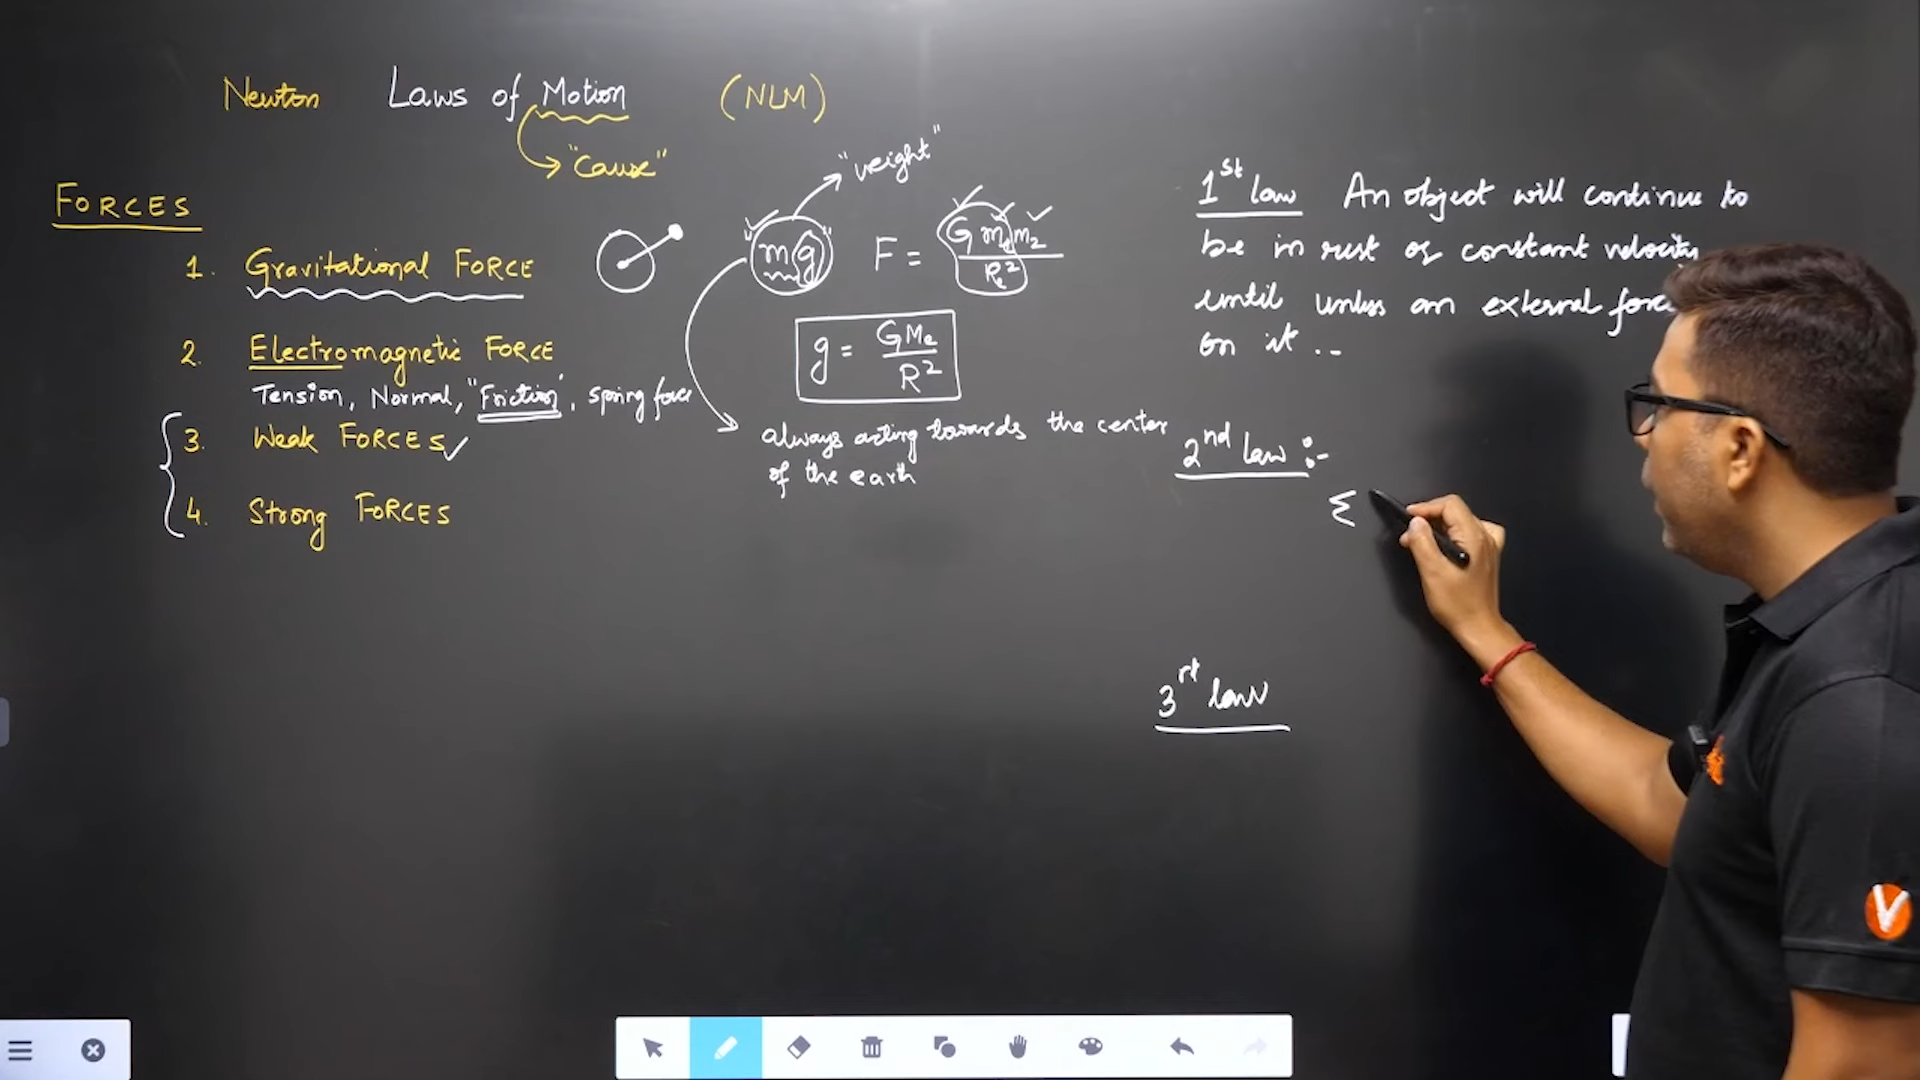 Newton Laws of Motion (NLM)
"Cause"
FORCES
1. Gravitational FORCE
2. Electromagnetic FORCE
Tension, Normal, "Friction", spring force
3. Weak FORCES
4. Strong FORCES
"weight"
mg
F = G m m2
Re2
g = GMe
R2
always acting towards the center
of the earth
1st law An object will continue to
be in rest or constant velocity
until unless an external forc
on it ..
2nd law :-
Σ
3rt law
V